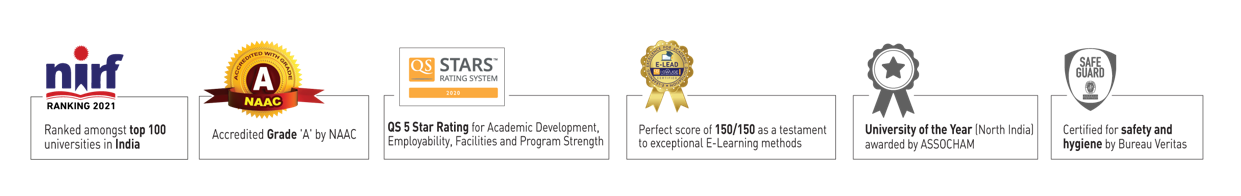 nirf
RANKING 2021
Ranked amongst top 100
universities in India
ACCREDITED WITH GRADE
A
NAAC
Accredited Grade 'A' by NAAC
QS STARS™
RATING SYSTEM
2020
QS 5 Star Rating for Academic Development,
Employability, Facilities and Program Strength
E-LEAD
Perfect score of 150/150 as a testament
to exceptional E-Learning methods
University of the Year (North India)
awarded by ASSOCHAM
SAFE
GUARD
Certified for safety and
hygiene by Bureau Veritas